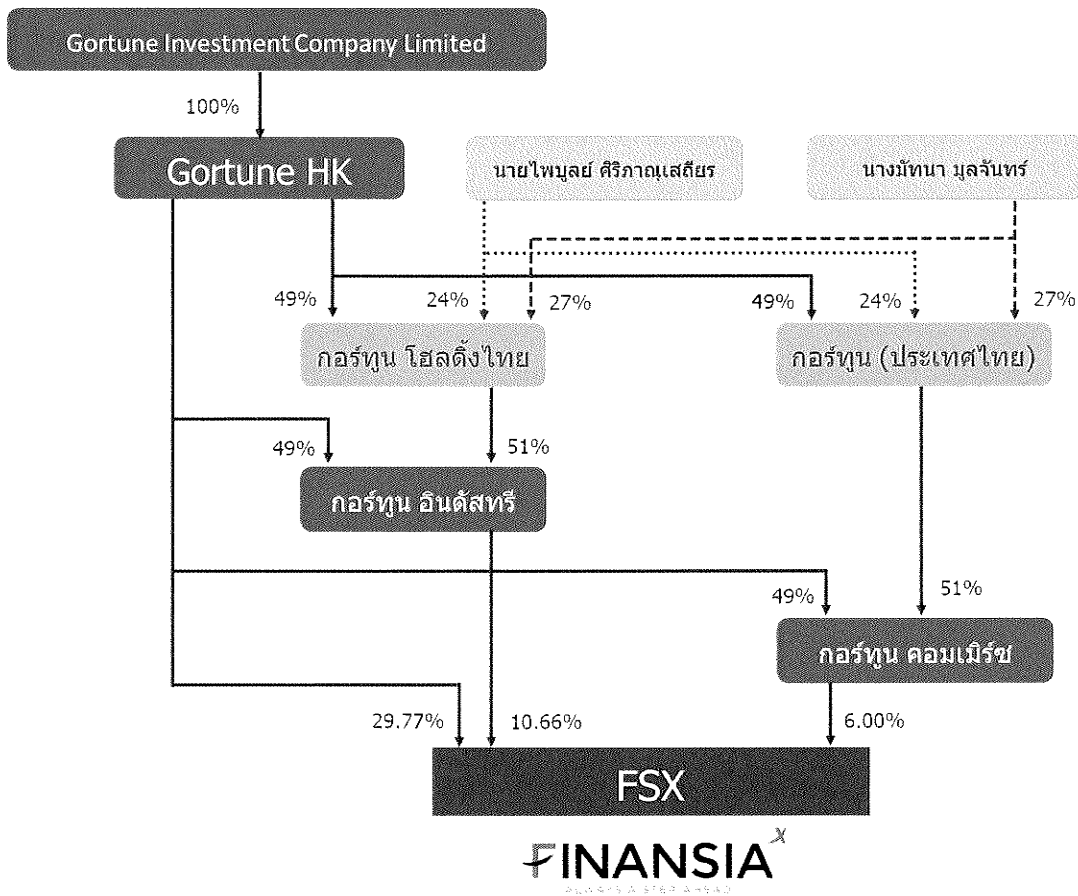 Gortune Investment Company Limited
100%
Gortune HK
นายไพบูลย์ ศิริภาณุเสถียร
นางมัทนา มูลจันทร์
49%
24%
27%
49%
24%
27%
กอร์ทูน โฮลดิ้งไทย
กอร์ทูน (ประเทศไทย)
49%
51%
กอร์ทูน อินดัสทรี
49%
51%
กอร์ทูน คอมเมิร์ซ
29.77%
10.66%
6.00%
FSX
FINANSIA X
ALWAYS A STEP AHEAD